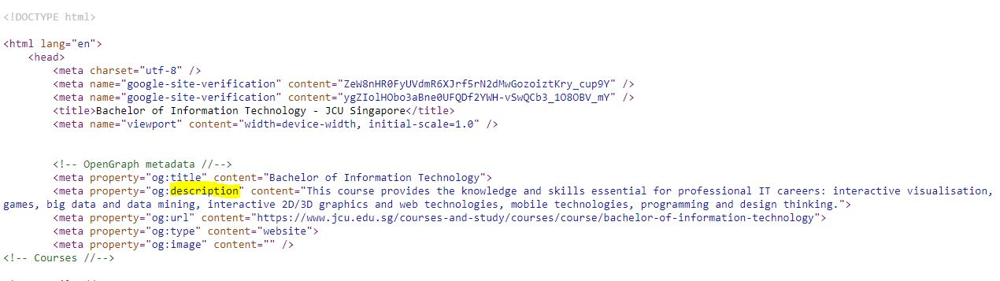 <!DOCTYPE html>
<html lang="en">
<head>
<meta charset="utf-8" />
<meta name="google-site-verification" content="ZeW8nHR0FyUVdmR6XJrf5rN2dMwGozoiztKry_cup9Y" />
<meta name="google-site-verification" content="ygZIolHObo3aBne0UFQDf2YWH-vSwQCb3_1O8OBV_mY" />
<title>Bachelor of Information Technology - JCU Singapore</title>
<meta name="viewport" content="width=device-width, initial-scale=1.0" />
<!-- OpenGraph metadata //-->
<meta property="og:title" content="Bachelor of Information Technology">
<meta property="og:description" content="This course provides the knowledge and skills essential for professional IT careers: interactive visualisation,
games, big data and data mining, interactive 2D/3D graphics and web technologies, mobile technologies, programming and design thinking.">
<meta property="og:url" content="https://www.jcu.edu.sg/courses-and-study/courses/course/bachelor-of-information-technology">
<meta property="og:type" content="website">
<meta property="og:image" content="" />
<!-- Courses //-->